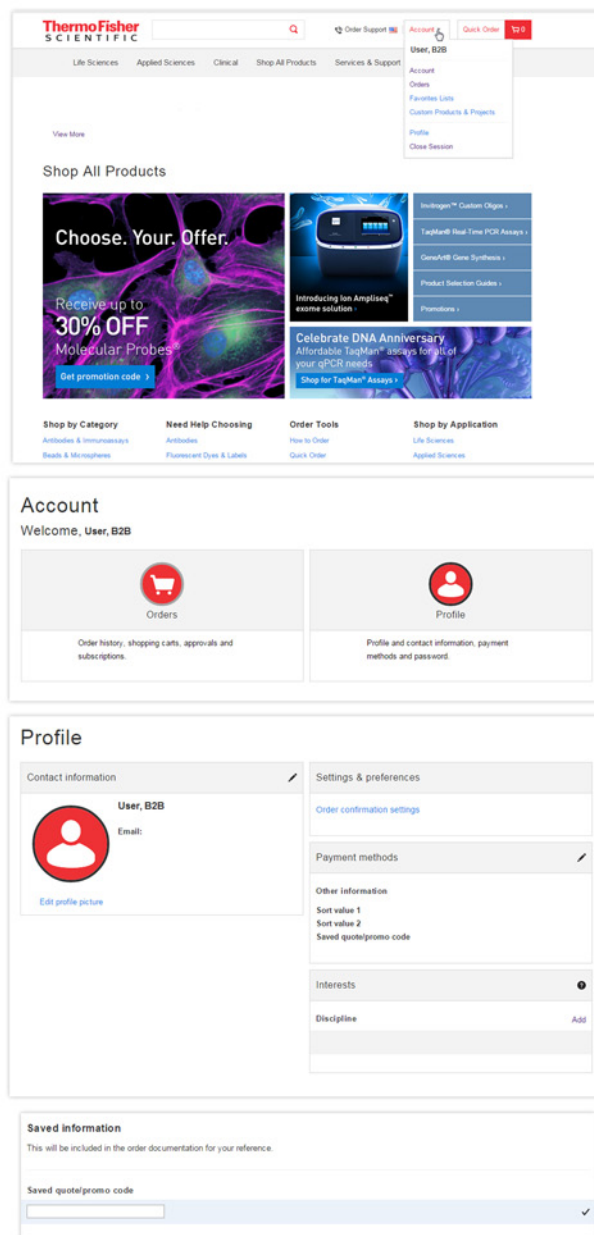 ThermoFisher
SCIENTIFIC
Order Support
Account
Quick Order
0
User, B2B
Account
Orders
Favorites Lists
Custom Products & Projects
Profile
Close Session
Life Sciences
Applied Sciences
Clinical
Shop All Products
Services & Support
View More
Shop All Products
Choose. Your. Offer.
Receive up to
30% OFF
Molecular Probes®
Get promotion code ›
Introducing Ion Ampliseq™
exome solution ›
Invitrogen™ Custom Oligos ›
TaqMan® Real-Time PCR Assays ›
GeneArt® Gene Synthesis ›
Product Selection Guides ›
Promotions ›
Celebrate DNA Anniversary
Affordable TaqMan® assays for all of
your qPCR needs
Shop for TaqMan® Assays ›
Shop by Category
Antibodies & Immunoassays
Beads & Microspheres
Need Help Choosing
Antibodies
Fluorescent Dyes & Labels
Order Tools
How to Order
Quick Order
Shop by Application
Life Sciences
Applied Sciences
Account
Welcome, User, B2B
Orders
Order history, shopping carts, approvals and
subscriptions.
Profile
Profile and contact information, payment
methods and password.
Profile
Contact information
User, B2B
Email:
Edit profile picture
Settings & preferences
Order confirmation settings
Payment methods
Other information
Sort value 1
Sort value 2
Saved quote/promo code
Interests
Discipline
Add
Saved information
This will be included in the order documentation for your reference.
Saved quote/promo code